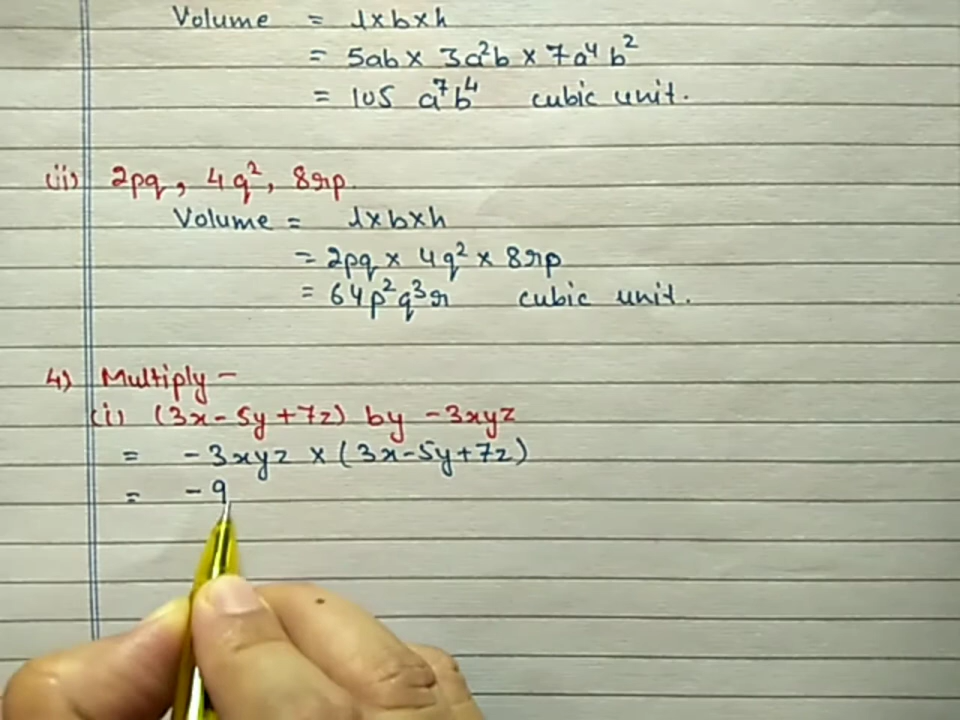 Volume = l×b×h
= 5ab × 3a²b × 7a⁴b²
= 105 a⁷b⁴ cubic unit.
(ii) 2pq, 4q², 8rp.
Volume = l×b×h
= 2pq × 4q² × 8rp
= 64p²q³r cubic unit.
4) Multiply -
(i) (3x-5y+7z) by -3xyz
= -3xyz × (3x-5y+7z)
= -9